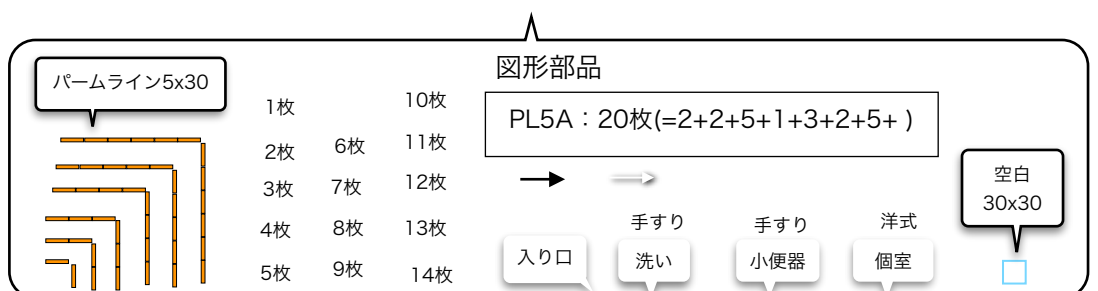 図形部品
パームライン5x30
PL5A：20枚(=2+2+5+1+3+2+5+ )
1枚
2枚
3枚
4枚
5枚
6枚
7枚
8枚
9枚
10枚
11枚
12枚
13枚
14枚
入り口
手すり
洗い
手すり
小便器
洋式
個室
空白
30x30